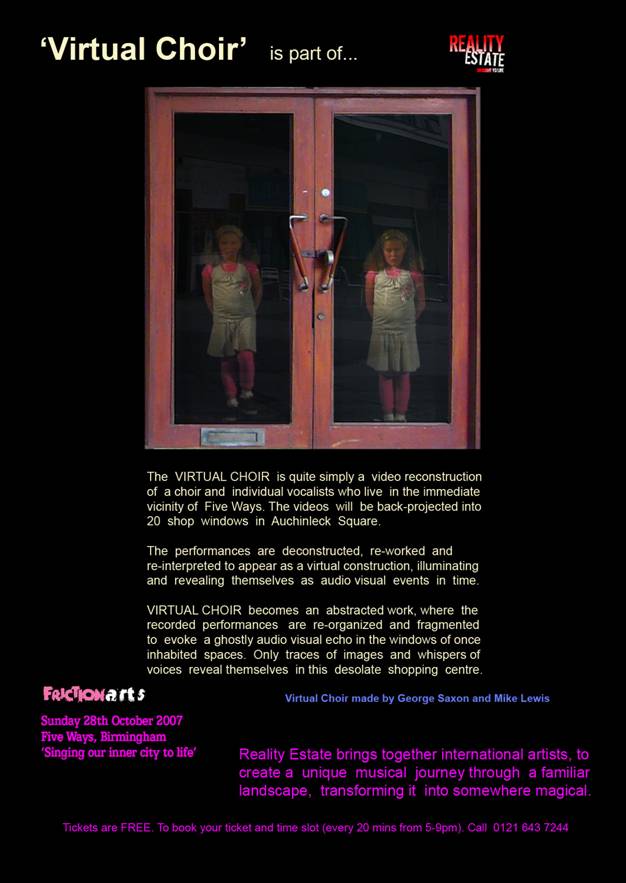 ‘Virtual Choir’ is part of...
REALITY
ESTATE
The VIRTUAL CHOIR is quite simply a video reconstruction
of a choir and individual vocalists who live in the immediate
vicinity of Five Ways. The videos will be back-projected into
20 shop windows in Auchinleck Square.
The performances are deconstructed, re-worked and
re-interpreted to appear as a virtual construction, illuminating
and revealing themselves as audio visual events in time.
VIRTUAL CHOIR becomes an abstracted work, where the
recorded performances are re-organized and fragmented
to evoke a ghostly audio visual echo in the windows of once
inhabited spaces. Only traces of images and whispers of
voices reveal themselves in this desolate shopping centre.
FRICTIONarts
Virtual Choir made by George Saxon and Mike Lewis
Sunday 28th October 2007
Five Ways, Birmingham
‘Singing our inner city to life’
Reality Estate brings together international artists, to
create a unique musical journey through a familiar
landscape, transforming it into somewhere magical.
Tickets are FREE. To book your ticket and time slot (every 20 mins from 5-9pm). Call 0121 643 7244